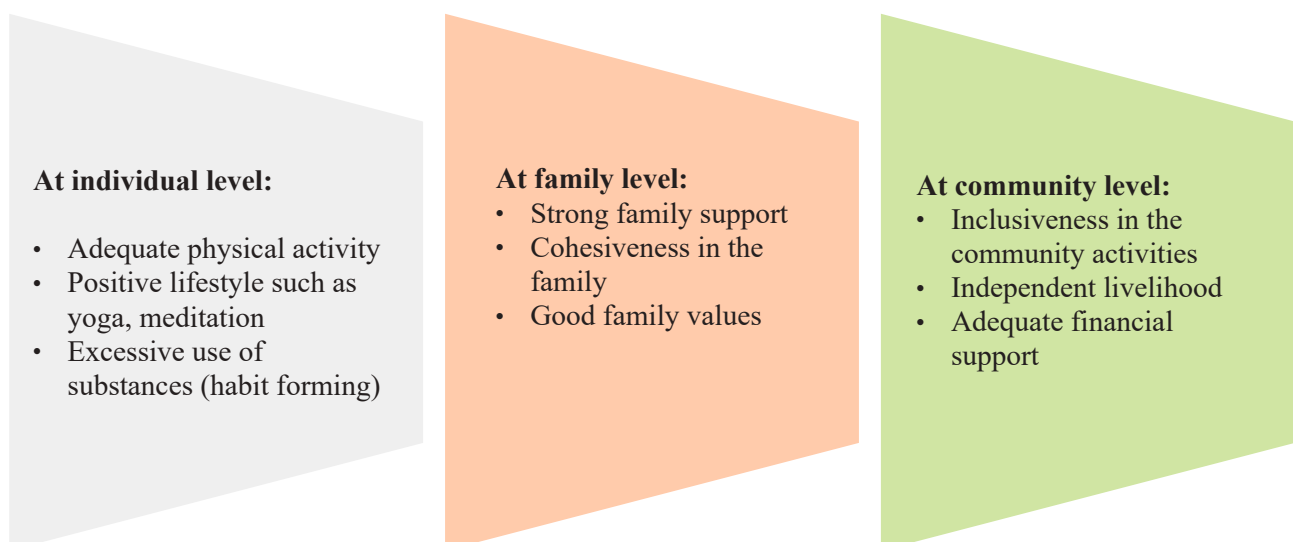 At individual level:
• Adequate physical activity
• Positive lifestyle such as
yoga, meditation
• Excessive use of
substances (habit forming)
At family level:
• Strong family support
• Cohesiveness in the
family
• Good family values
At community level:
• Inclusiveness in the
community activities
• Independent livelihood
• Adequate financial
support